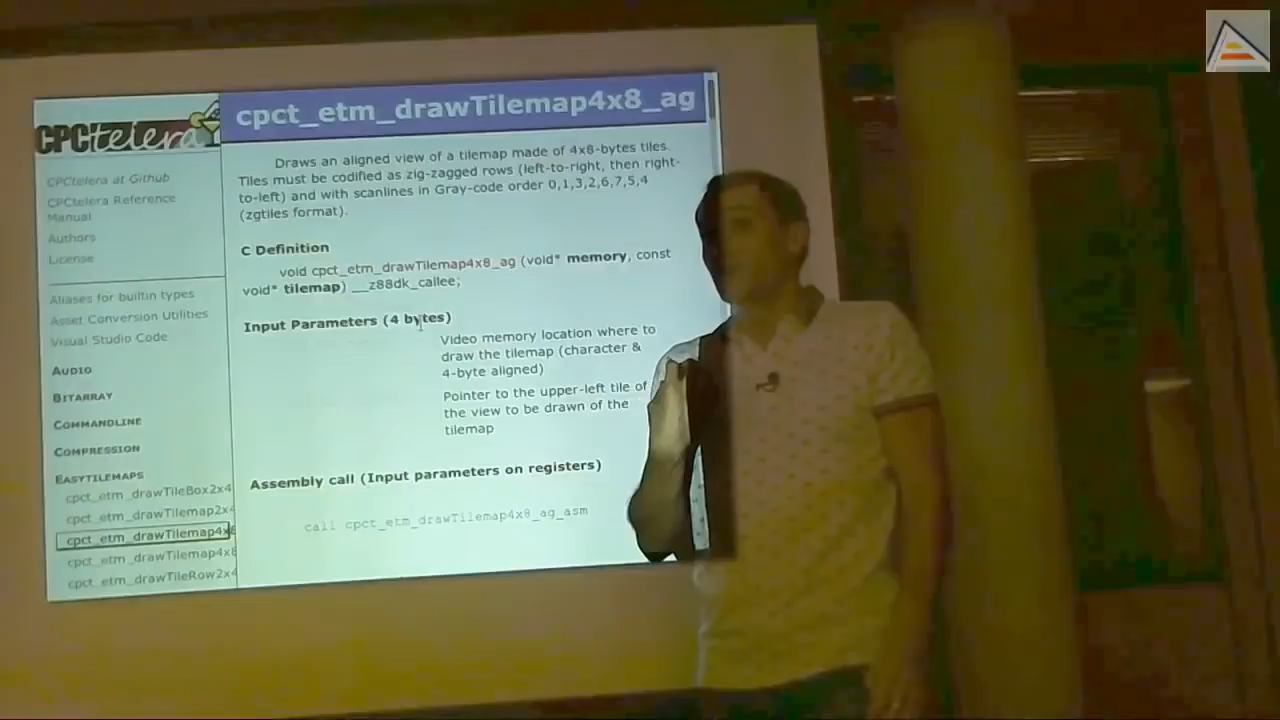 CPCtelera
cpct_etm_drawTilemap4x8_ag
CPCtelera at Github
CPCtelera Reference
Manual
Authors
License
Aliases for builtin types
Asset Conversion Utilities
Visual Studio Code
AUDIO
BITARRAY
COMMANDLINE
COMPRESSION
EASYTILEMAPS
cpct_etm_drawTileBox2x4
cpct_etm_drawTilemap2x4
cpct_etm_drawTilemap4x8
cpct_etm_drawTilemap4x8
cpct_etm_drawTileRow2x4
Draws an aligned view of a tilemap made of 4x8-bytes tiles.
Tiles must be codified as zig-zagged rows (left-to-right, then right-
to-left) and with scanlines in Gray-code order 0,1,3,2,6,7,5,4
(zgtiles format).
C Definition
void cpct_etm_drawTilemap4x8_ag (void* memory, const
void* tilemap) __z88dk_callee;
Input Parameters (4 bytes)
Video memory location where to
draw the tilemap (character &
4-byte aligned)
Pointer to the upper-left tile of
the view to be drawn of the
tilemap
Assembly call (Input parameters on registers)
call cpct_etm_drawTilemap4x8_ag_asm